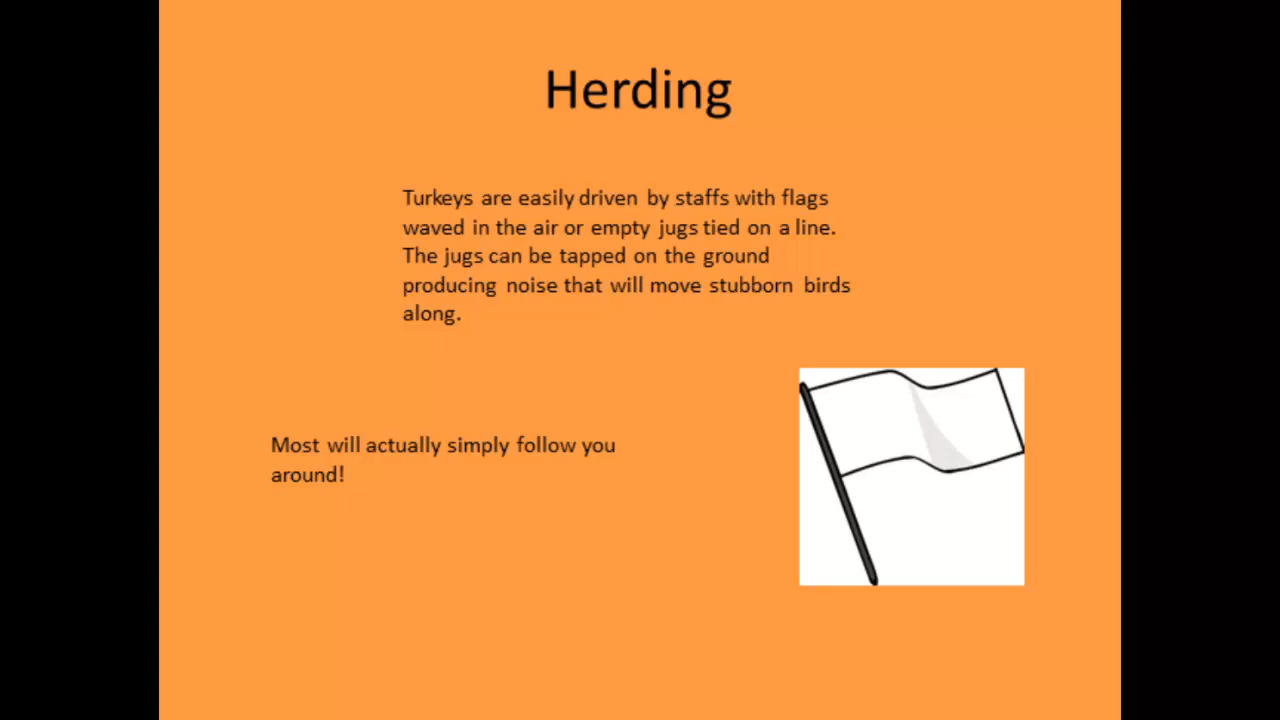 Herding
Turkeys are easily driven by staffs with flags
waved in the air or empty jugs tied on a line.
The jugs can be tapped on the ground
producing noise that will move stubborn birds
along.
Most will actually simply follow you
around!